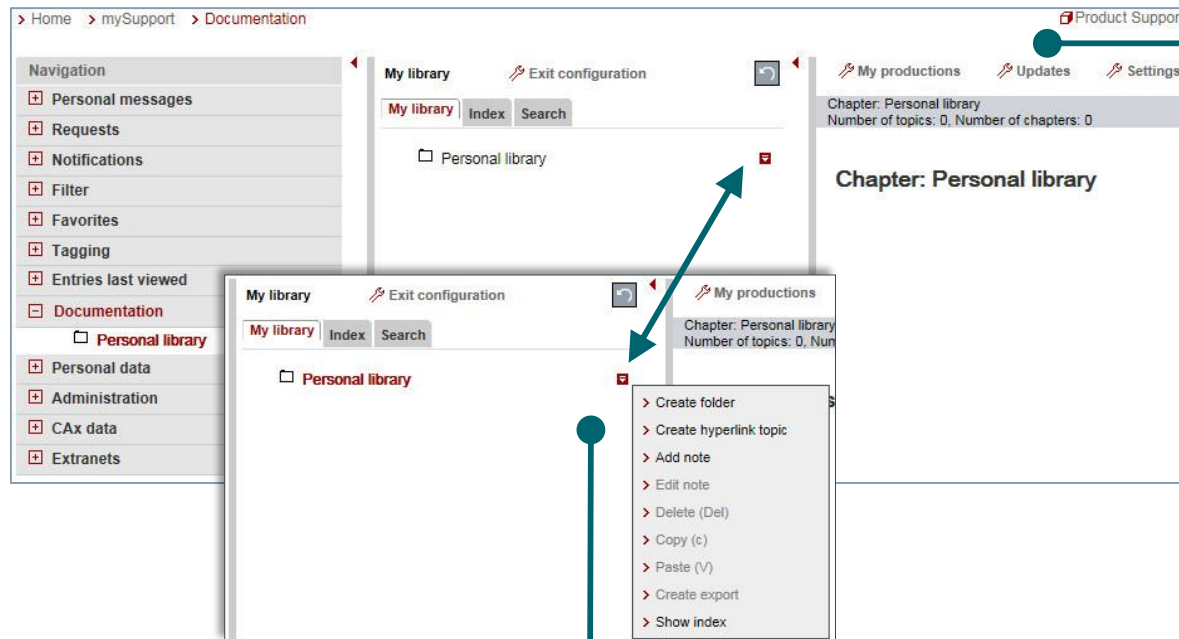 Home mySupport Documentation
Product Suppor
Navigation
Personal messages
Requests
Notifications
Filter
Favorites
Tagging
Entries last viewed
Documentation
Personal library
Personal data
Administration
CAx data
Extranets
My library Exit configuration
My library Index Search
Personal library
My productions Updates Settings
Chapter: Personal library
Number of topics: 0, Number of chapters: 0
Chapter: Personal library
My library Exit configuration
My library Index Search
Personal library
My productions
Chapter: Personal library
Number of topics: 0, Num
s
Create folder
Create hyperlink topic
Add note
Edit note
Delete (Del)
Copy (c)
Paste (V)
Create export
Show index